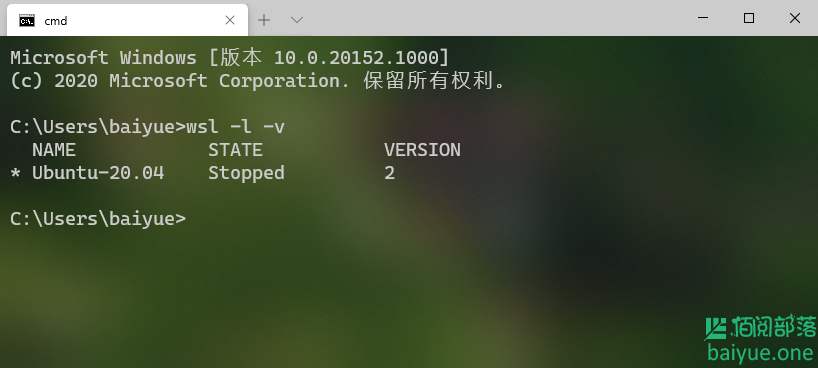 cmd
Microsoft Windows [版本 10.0.20152.1000]
(c) 2020 Microsoft Corporation. 保留所有权利。
C:\Users\baiyue>wsl -l -v
NAME STATE VERSION
* Ubuntu-20.04 Stopped 2
C:\Users\baiyue>
佰阅部落
baiyue.one